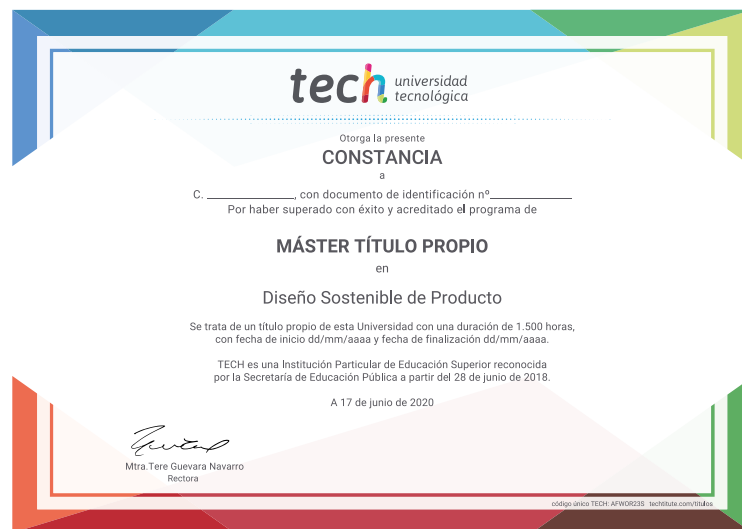 tech universidad
tecnológica
Otorga la presente
CONSTANCIA
a
C. ________________, con documento de identificación nº______________
Por haber superado con éxito y acreditado el programa de
MÁSTER TÍTULO PROPIO
en
Diseño Sostenible de Producto
Se trata de un título propio de esta Universidad con una duración de 1.500 horas,
con fecha de inicio dd/mm/aaaa y fecha de finalización dd/mm/aaaa.
TECH es una Institución Particular de Educación Superior reconocida
por la Secretaría de Educación Pública a partir del 28 de junio de 2018.
A 17 de junio de 2020
Mtra.Tere Guevara Navarro
Rectora
código único TECH: AFWOR23S techtitute.com/títulos